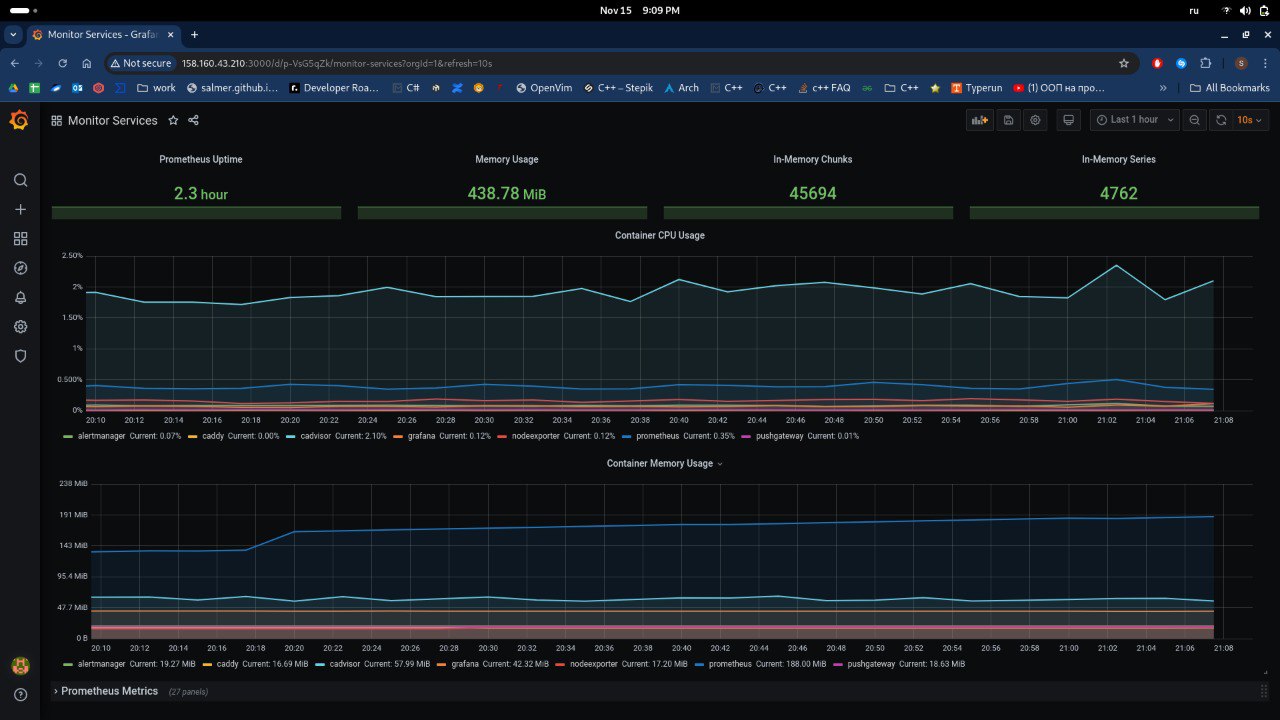 Nov 15 9:09 PM
ru
Monitor Services - Grafa
Not secure 158.160.43.210:3000/d/p-VsG5qZk/monitor-services?orgId=1&refresh=10s
S
work salmer.github.i... Developer Roa... C# OpenVim C++ – Stepik Arch C++ C++ c++ FAQ C++ Typerun (1) ООП на про... » All Bookmarks
Monitor Services
Last 1 hour 10s
Prometheus Uptime Memory Usage In-Memory Chunks In-Memory Series
2.3 hour 438.78 MiB 45694 4762
Container CPU Usage
2.50%
2%
1.50%
1%
0.500%
0%
20:10 20:12 20:14 20:16 20:18 20:20 20:22 20:24 20:26 20:28 20:30 20:32 20:34 20:36 20:38 20:40 20:42 20:44 20:46 20:48 20:50 20:52 20:54 20:56 20:58 21:00 21:02 21:04 21:06 21:08
alertmanager Current: 0.07% caddy Current: 0.00% cadvisor Current: 2.10% grafana Current: 0.12% nodeexporter Current: 0.12% prometheus Current: 0.35% pushgateway Current: 0.01%
Container Memory Usage
238 MiB
191 MiB
143 MiB
95.4 MiB
47.7 MiB
0 B
20:10 20:12 20:14 20:16 20:18 20:20 20:22 20:24 20:26 20:28 20:30 20:32 20:34 20:36 20:38 20:40 20:42 20:44 20:46 20:48 20:50 20:52 20:54 20:56 20:58 21:00 21:02 21:04 21:06 21:08
alertmanager Current: 19.27 MiB caddy Current: 16.69 MiB cadvisor Current: 57.99 MiB grafana Current: 42.32 MiB nodeexporter Current: 17.20 MiB prometheus Current: 188.00 MiB pushgateway Current: 18.63 MiB
Prometheus Metrics (27 panels)